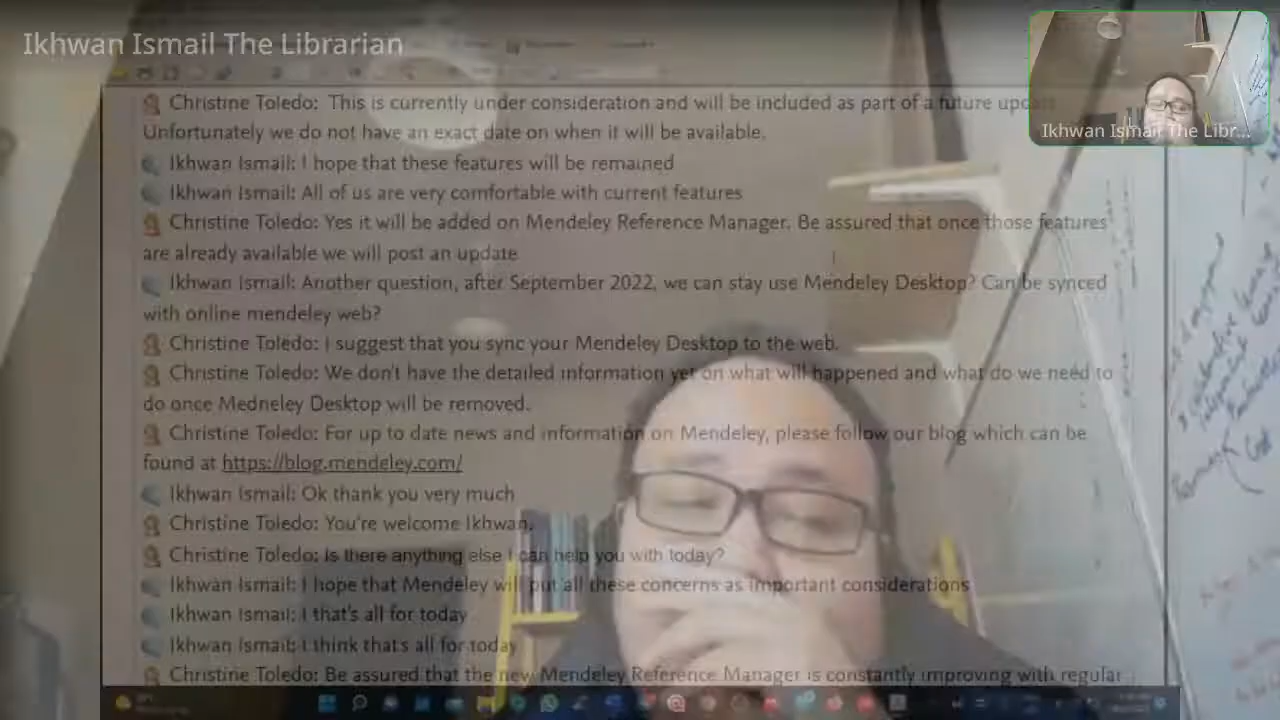 Ikhwan Ismail The Librarian
Christine Toledo: This is currently under consideration and will be included as part of a future
Unfortunately we do not have an exact date on when it will be available.
Ikhwan Ismail: I hope that these features will be remained
Ikhwan Ismail: All of us are very comfortable with current features
Christine Toledo: Yes it will be added on Mendeley Reference Manager. Be assured that once those features
are already available we will post an update
Ikhwan Ismail: Another question, after September 2022, we can stay use Mendeley Desktop? Can be synced
with online mendeley web?
Christine Toledo: I suggest that you sync your Mendeley Desktop to the web.
Christine Toledo: We don't have the detailed information yet on what will happened and what do we need to
do once Medneley Desktop will be removed.
Christine Toledo: For up to date news and information on Mendeley, please follow our blog which can be
found at https://blog.mendeley.com/
Ikhwan Ismail: Ok thank you very much
Christine Toledo: You're welcome Ikhwan.
Christine Toledo: Is there anything else I can help you with today?
Ikhwan Ismail: I hope that Mendeley will put all these concerns as important considerations
Ikhwan Ismail: I that's all for today
Ikhwan Ismail: I think that's all for today
Christine Toledo: Be assured that the new Mendeley Reference Manager is constantly improving with regular
Ikhwan Ismail The Libr...